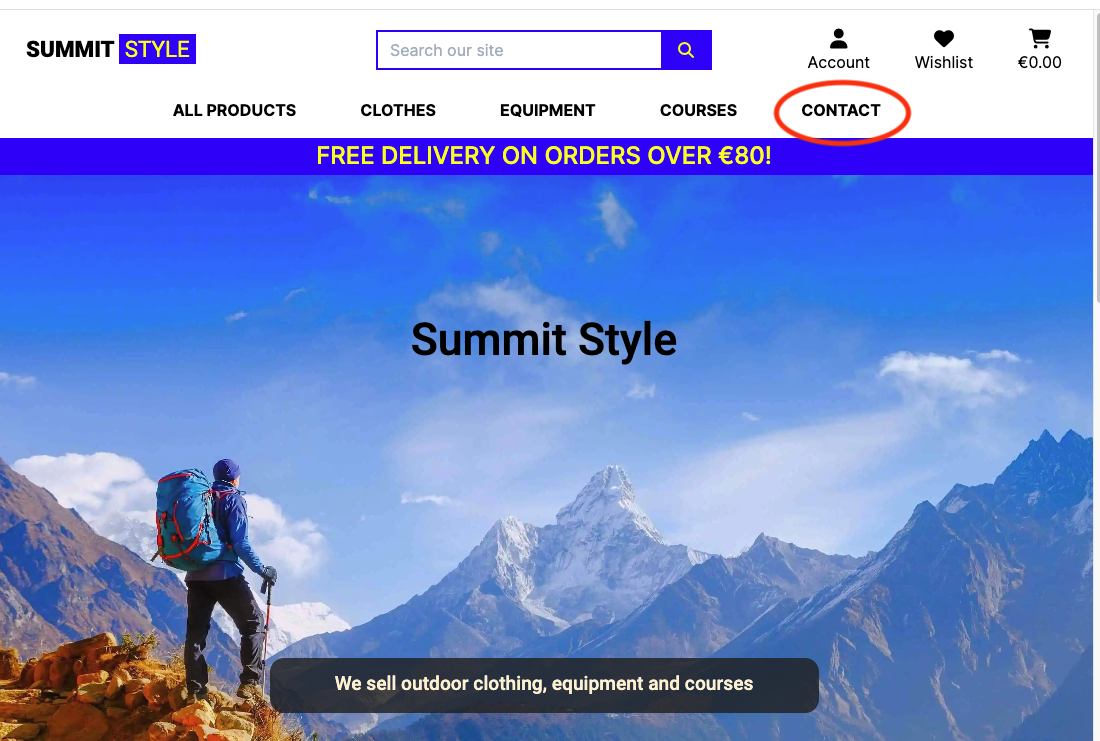 SUMMIT STYLE
Search our site
Account
Wishlist
€0.00
ALL PRODUCTS
CLOTHES
EQUIPMENT
COURSES
CONTACT
FREE DELIVERY ON ORDERS OVER €80!
Summit Style
We sell outdoor clothing, equipment and courses